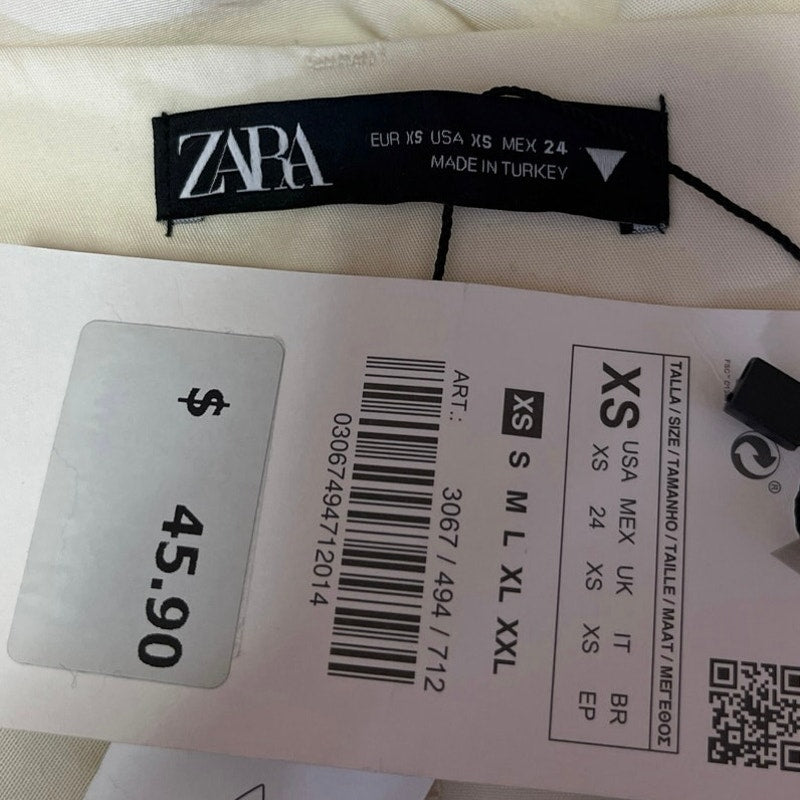 ZARA
EUR XS USA XS MEX 24
MADE IN TURKEY
TALLA / SIZE / TAMANHO / TAILLE / MAAT / ΜΕΓΕΘΟΣ
XS
USA MEX UK IT BR
XS 24 XS XS EP
XS S M L XL XXL
ART.: 3067 / 494 / 712
03067494712014
$ 45.90
®